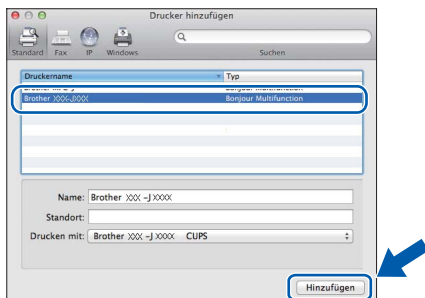 Drucker hinzufügen
Standard Fax IP Windows Suchen
Druckername Typ
Brother XXX-JXXXX Bonjour Multifunction
Name: Brother XXX -J XXXX
Standort:
Drucken mit: Brother XXX -J XXXX CUPS
Hinzufügen